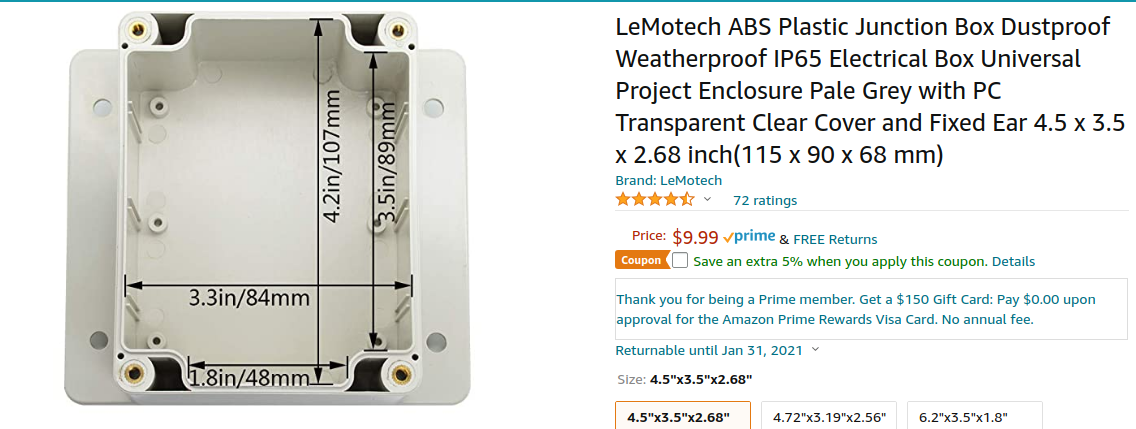 4.2in/107mm
3.5in/89mm
3.3in/84mm
1.8in/48mm
LeMotech ABS Plastic Junction Box Dustproof
Weatherproof IP65 Electrical Box Universal
Project Enclosure Pale Grey with PC
Transparent Clear Cover and Fixed Ear 4.5 x 3.5
x 2.68 inch(115 x 90 x 68 mm)
Brand: LeMotech
72 ratings
Price: $9.99 prime & FREE Returns
Coupon Save an extra 5% when you apply this coupon. Details
Thank you for being a Prime member. Get a $150 Gift Card: Pay $0.00 upon
approval for the Amazon Prime Rewards Visa Card. No annual fee.
Returnable until Jan 31, 2021
Size: 4.5"x3.5"x2.68"
4.5"x3.5"x2.68" 4.72"x3.19"x2.56" 6.2"x3.5"x1.8"